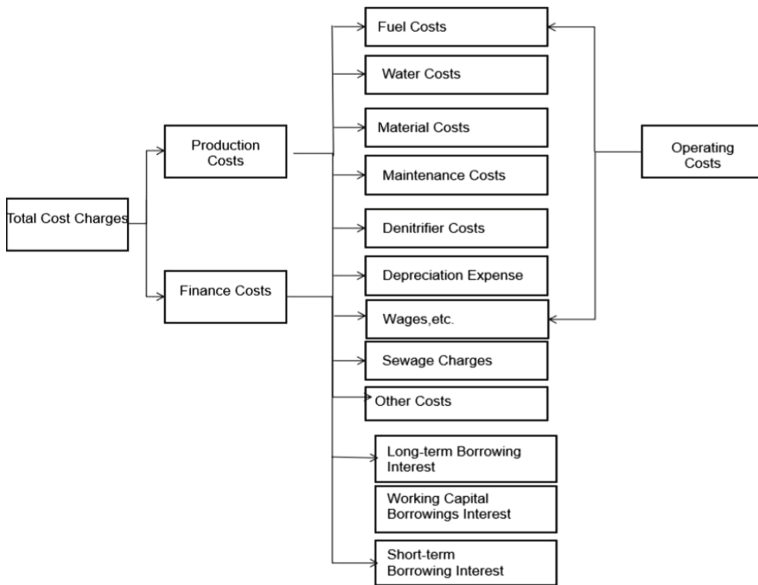 Total Cost Charges
Production
Costs
Finance Costs
Fuel Costs
Water Costs
Material Costs
Maintenance Costs
Denitrifier Costs
Depreciation Expense
Wages,etc.
Sewage Charges
Other Costs
Long-term Borrowing
Interest
Working Capital
Borrowings Interest
Short-term
Borrowing Interest
Operating
Costs